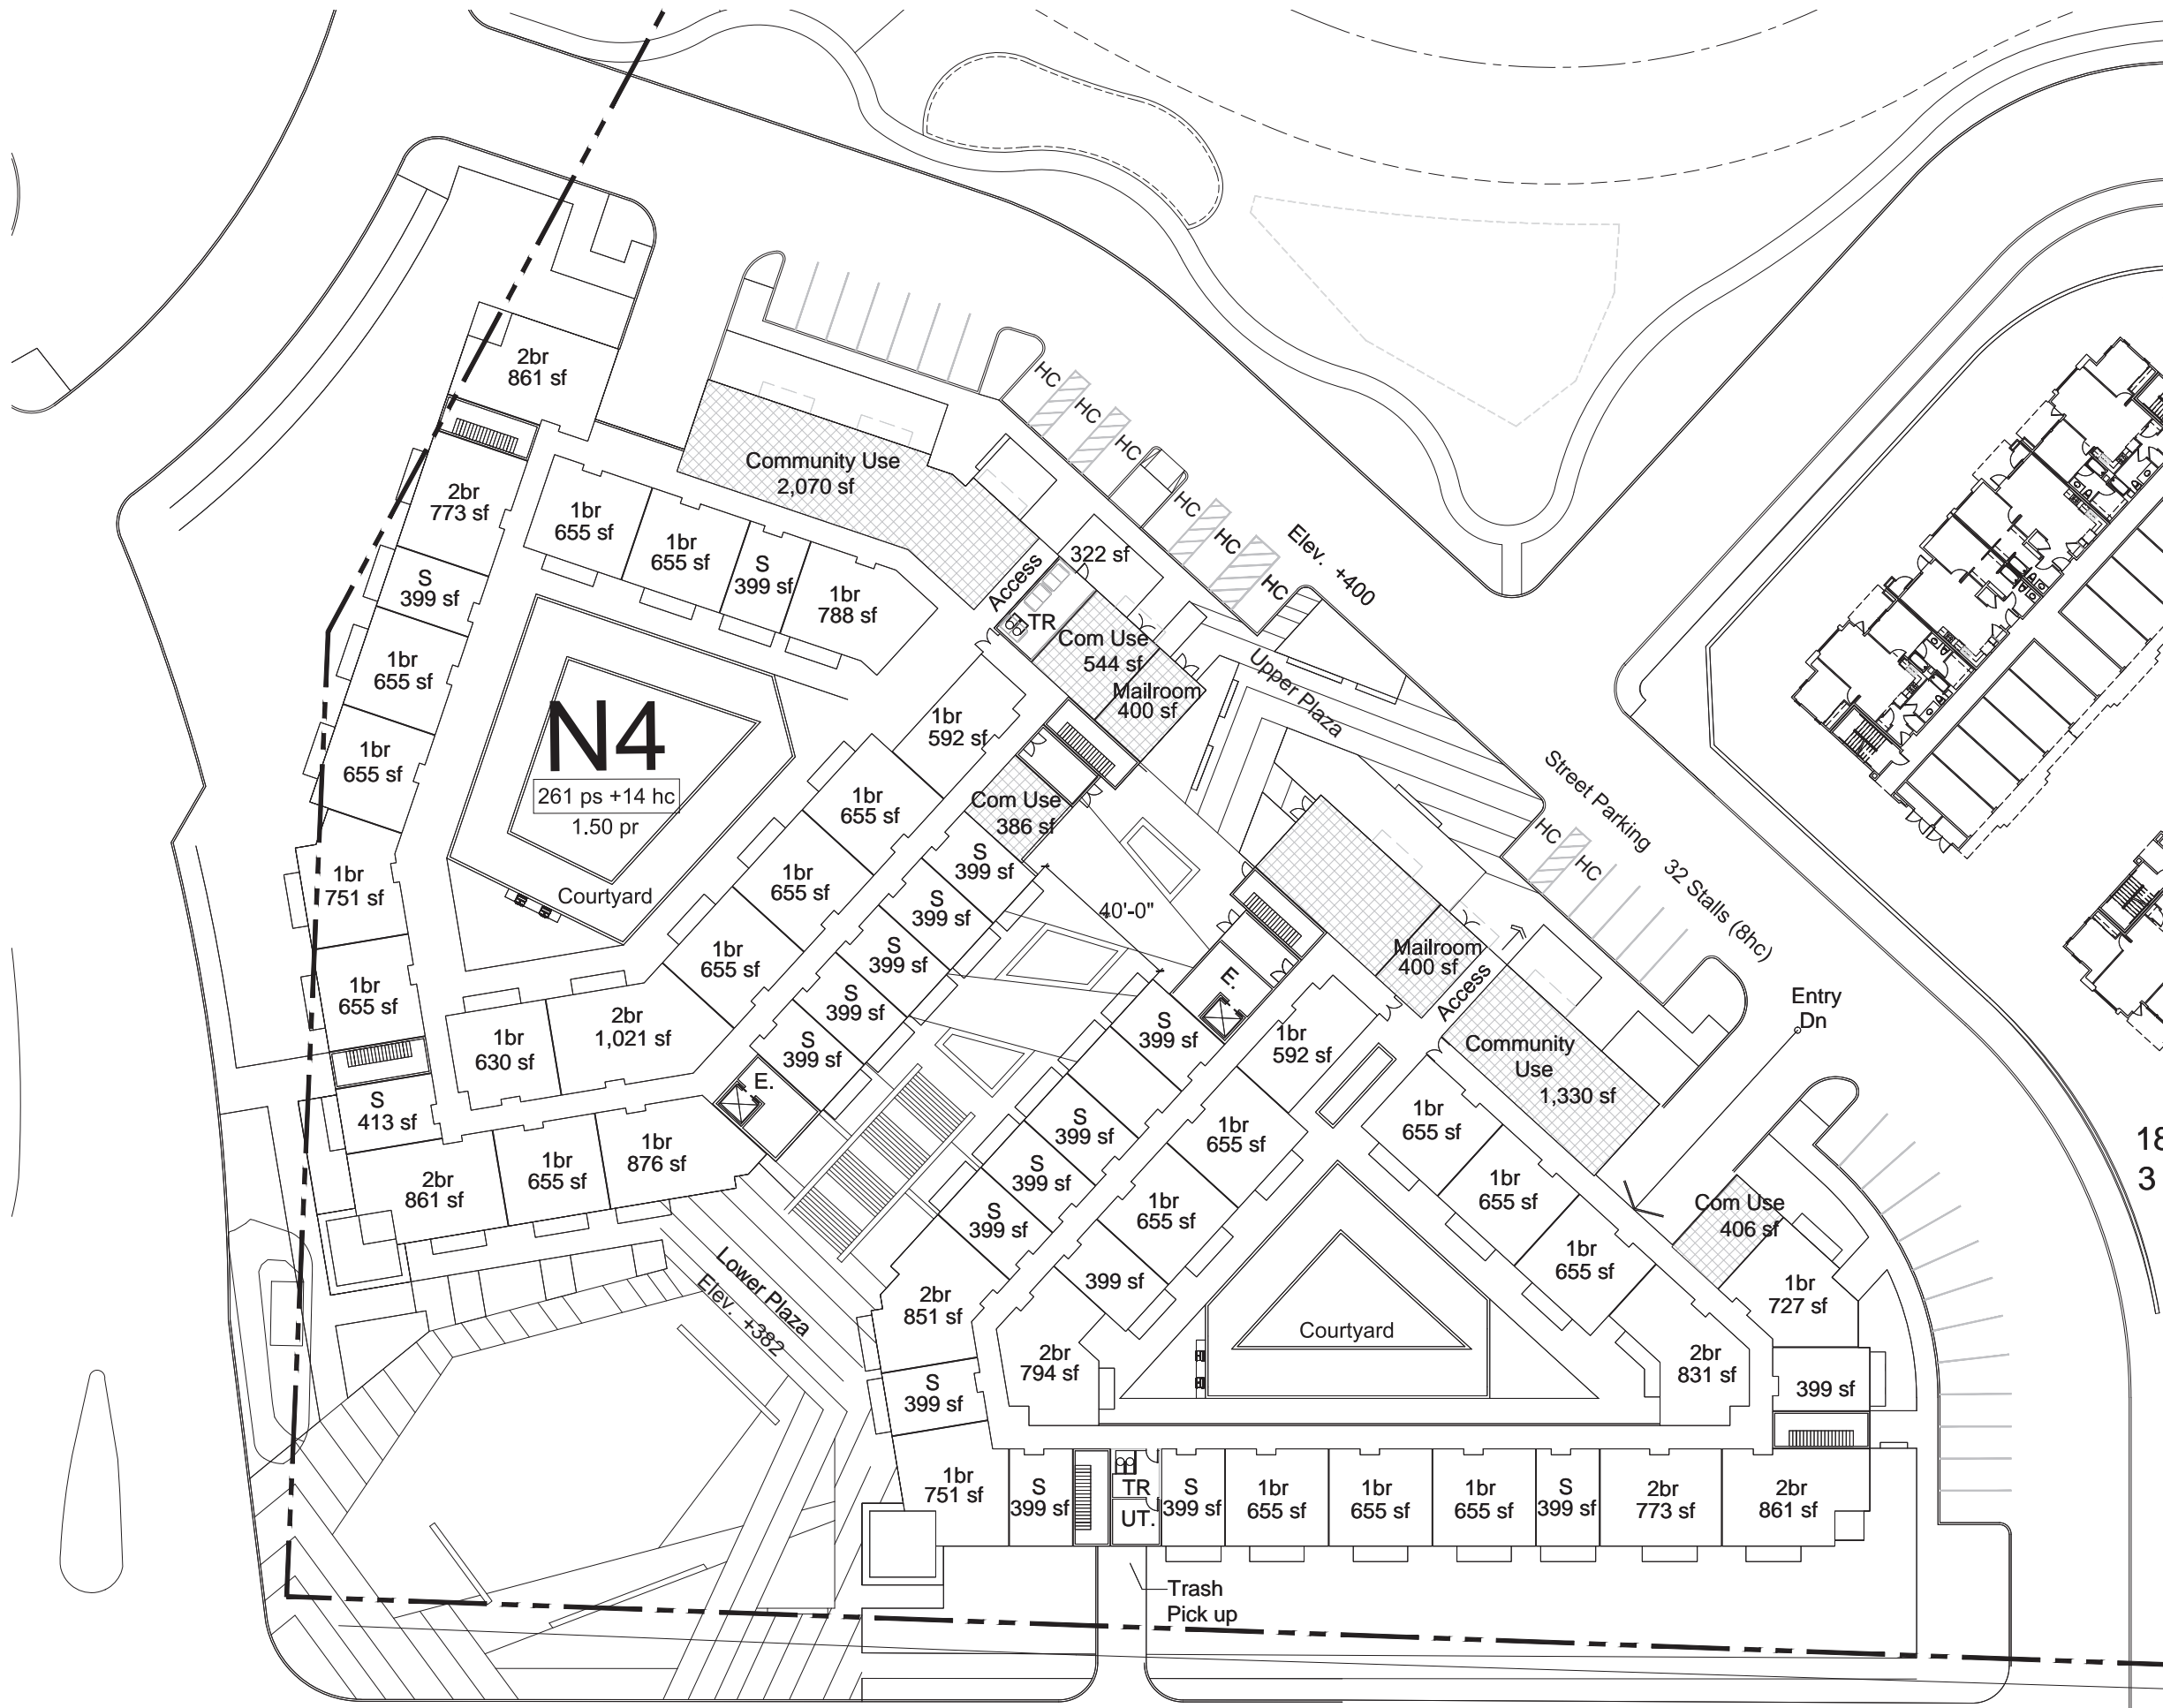 2br
861 sf
2br
773 sf
S
399 sf
1br
655 sf
1br
655 sf
1br
751 sf
1br
655 sf
S
413 sf
2br
861 sf
1br
655 sf
1br
876 sf
1br
655 sf
1br
655 sf
S
399 sf
1br
788 sf
N4
261 ps +14 hc
1.50 pr
Courtyard
1br
630 sf
2br
1,021 sf
1br
655 sf
1br
655 sf
1br
655 sf
1br
592 sf
Community Use
2,070 sf
Access
322 sf
TR
Com Use
544 sf
Mailroom
400 sf
Com Use
386 sf
S
399 sf
S
399 sf
S
399 sf
S
399 sf
S
399 sf
E.
HC
HC
HC
HC
HC
HC
HC
Elev. +400
Upper Plaza
40'-0"
Street Parking 32 Stalls (8hc)
HC
HC
Mailroom
400 sf
Access
E.
S
399 sf
S
399 sf
S
399 sf
S
399 sf
1br
592 sf
1br
655 sf
1br
655 sf
399 sf
2br
851 sf
2br
794 sf
S
399 sf
Community
Use
1,330 sf
Entry
Dn
1br
655 sf
1br
655 sf
1br
655 sf
Com Use
406 sf
1br
727 sf
2br
831 sf
399 sf
Courtyard
Lower Plaza
Elev. +382
1br
751 sf
S
399 sf
TR
UT.
S
399 sf
1br
655 sf
1br
655 sf
1br
655 sf
S
399 sf
2br
773 sf
2br
861 sf
Trash
Pick up
18
3